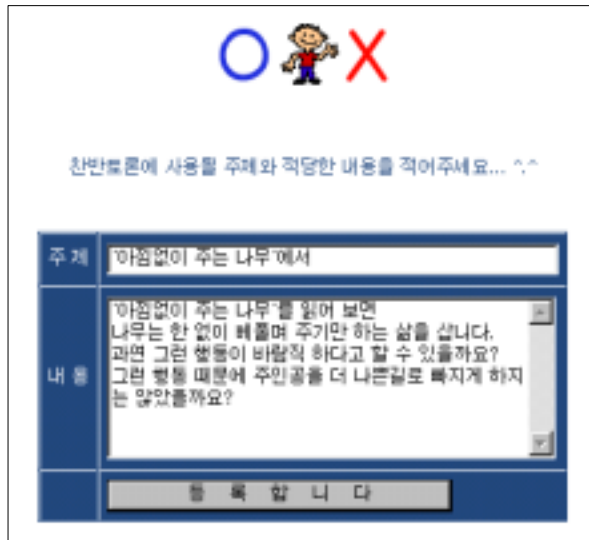 O X
찬반토론에 사용될 주제와 적당한 내용을 적어주세요... ^.^
주 제
"아낌없이 주는 나무"에서
내 용
"아낌없이 주는 나무"를 읽어 보면
나무는 한 없이 베풀며 주기만 하는 삶을 삽니다.
과연 그런 행동이 바람직 하다고 할 수 있을까요?
그런 행동 때문에 주인공을 더 나쁜길로 빠지게 하지
는 않았을까요?
등 록 합 니 다